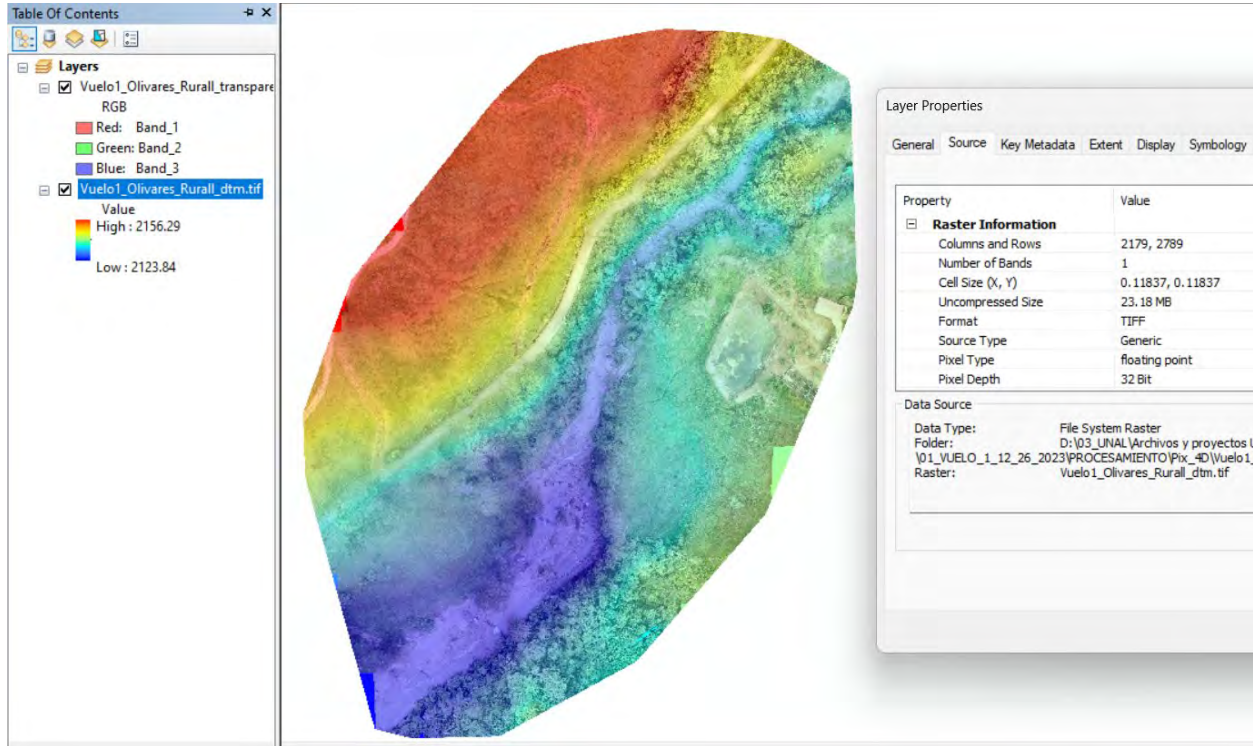 Table Of Contents
Layers
Vuelo1_Olivares_Rurall_transpare
RGB
Red: Band_1
Green: Band_2
Blue: Band_3
Vuelo1_Olivares_Rurall_dtm.tif
Value
High : 2156.29
Low : 2123.84
Layer Properties
General Source Key Metadata Extent Display Symbology
Property Value
Raster Information
Columns and Rows 2179, 2789
Number of Bands 1
Cell Size (X, Y) 0.11837, 0.11837
Uncompressed Size 23.18 MB
Format TIFF
Source Type Generic
Pixel Type floating point
Pixel Depth 32 Bit
Data Source
Data Type: File System Raster
Folder: D:\03_UNAL\Archivos y proyectos U
\01_VUELO_1_12_26_2023\PROCESAMIENTO\Pix_4D\Vuelo1_
Raster: Vuelo1_Olivares_Rurall_dtm.tif